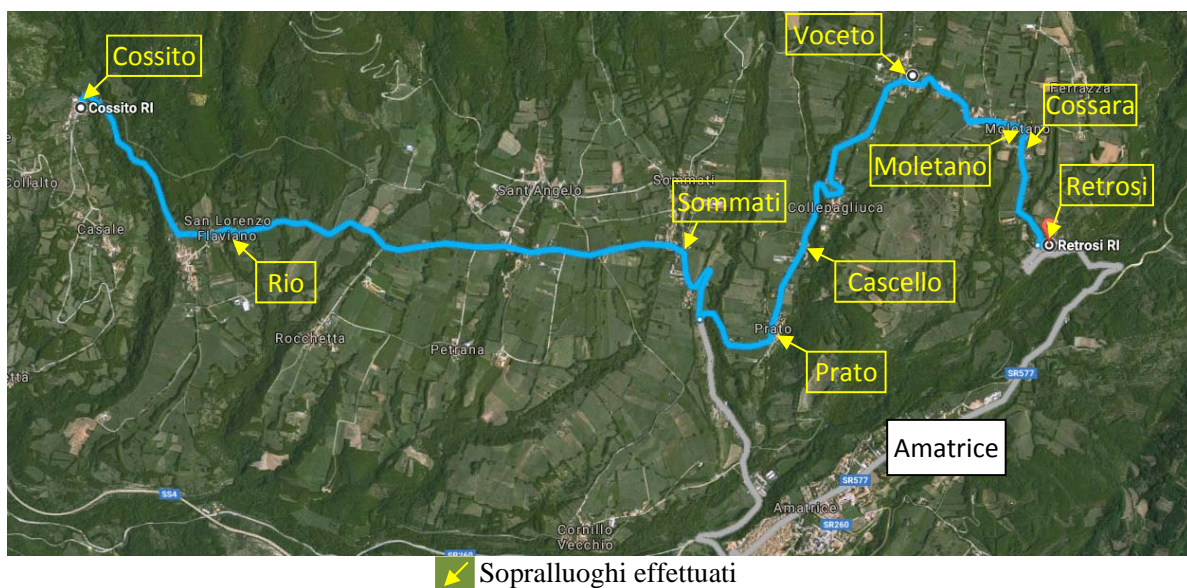 Voceto
Cossito
Cossito RI
Ferrazza
Cossara
Moletano
Moletano
Collalto
Sant'Angelo
Sommati
Sommati
Collepagliuca
Retrosi
Retrosi RI
San Lorenzo
Flaviano
Casale
Rio
Cascello
Rocchetta
Petrana
Prato
Prato
SR577
Amatrice
SR577
SS4
Amatrice
SR260
Cornillo
Vecchio
SR260
Sopralluoghi effettuati